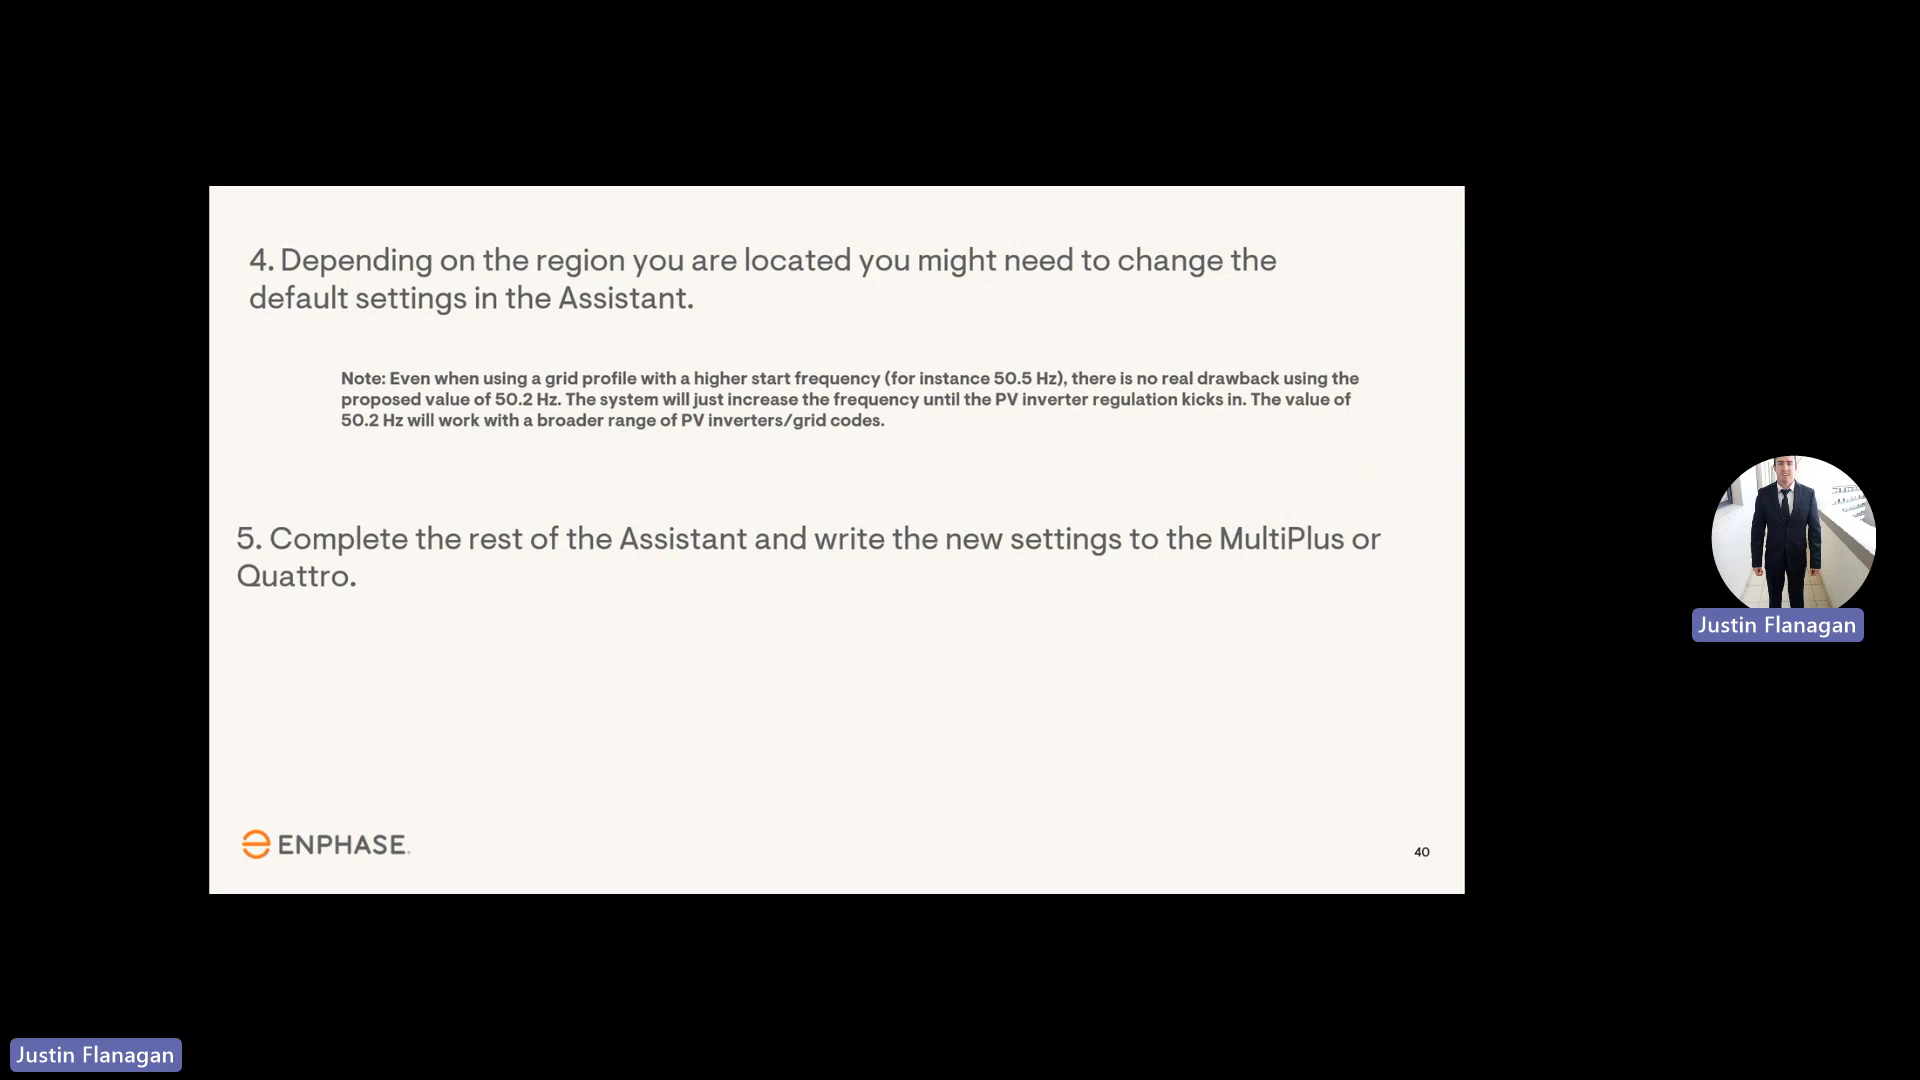 4. Depending on the region you are located you might need to change the
default settings in the Assistant.
Note: Even when using a grid profile with a higher start frequency (for instance 50.5 Hz), there is no real drawback using the
proposed value of 50.2 Hz. The system will just increase the frequency until the PV inverter regulation kicks in. The value of
50.2 Hz will work with a broader range of PV inverters/grid codes.
5. Complete the rest of the Assistant and write the new settings to the MultiPlus or
Quattro.
ENPHASE.
40
Justin Flanagan
Justin Flanagan